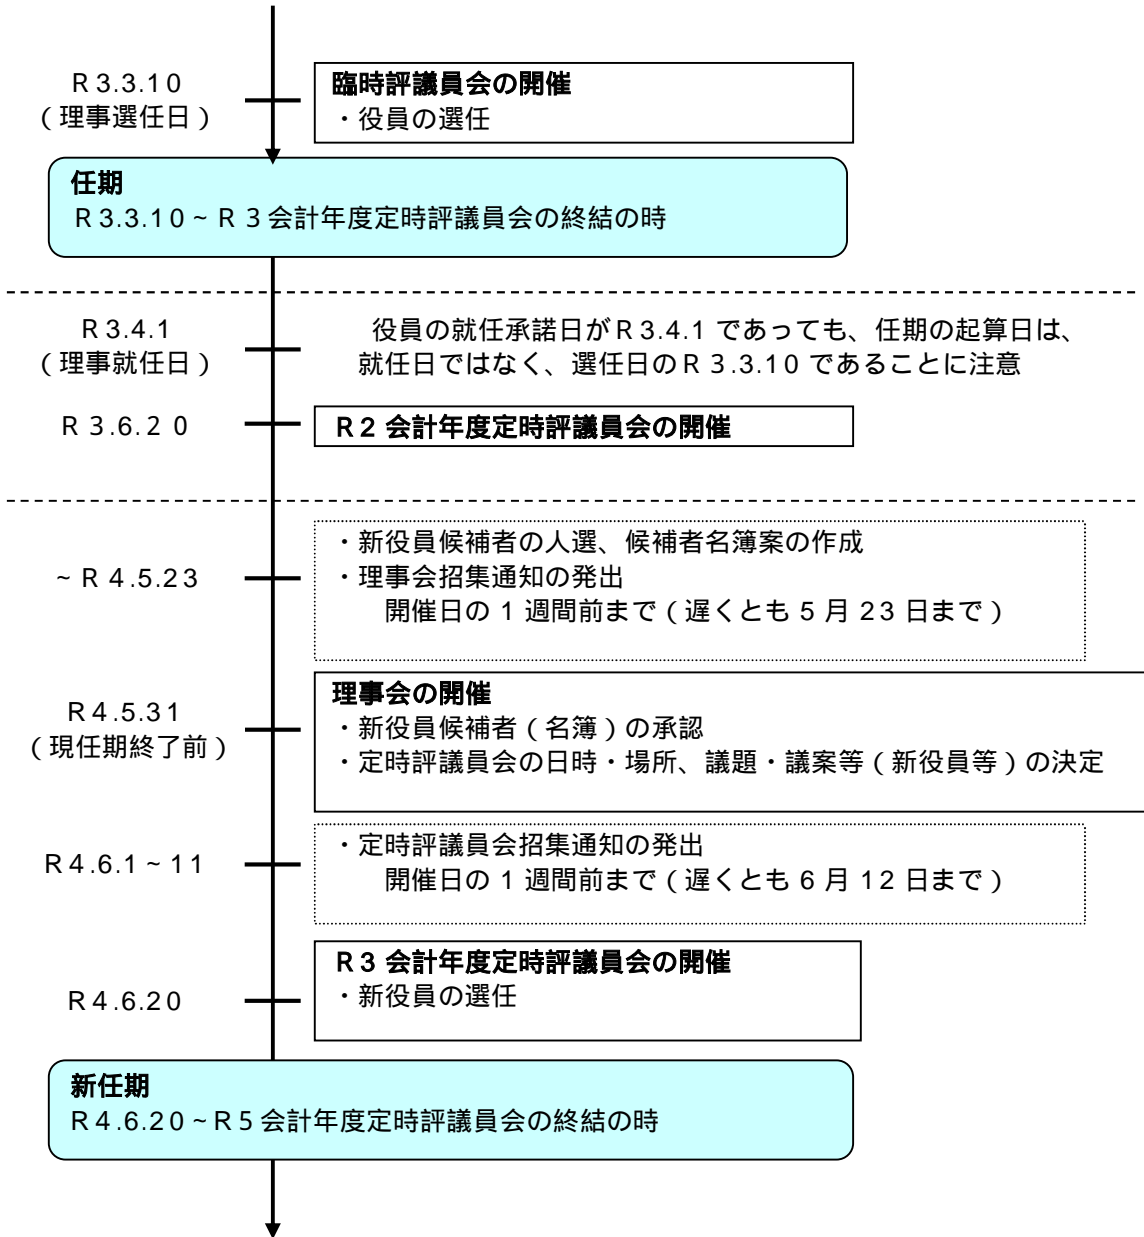 R3.3.10
（理事選任日）
臨時評議員会の開催
・役員の選任
任期
R3.3.10～R３会計年度定時評議員会の終結の時
R3.4.1
（理事就任日）
役員の就任承諾日がR3.4.1であっても、任期の起算日は、
就任日ではなく、選任日のR3.3.10であることに注意
R3.6.20
R2会計年度定時評議員会の開催
～R4.5.23
・新役員候補者の人選、候補者名簿案の作成
・理事会招集通知の発出
開催日の1週間前まで（遅くとも5月23日まで）
R4.5.31
（現任期終了前）
理事会の開催
・新役員候補者（名簿）の承認
・定時評議員会の日時・場所、議題・議案等（新役員等）の決定
R4.6.1～11
・定時評議員会招集通知の発出
開催日の1週間前まで（遅くとも6月12日まで）
R4.6.20
R3会計年度定時評議員会の開催
・新役員の選任
新任期
R4.6.20～R5会計年度定時評議員会の終結の時